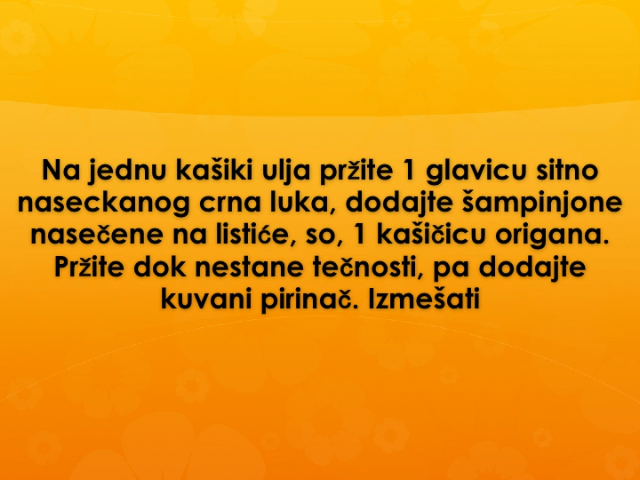 Na jednu kašiki ulja pržite 1 glavicu sitno
naseckanog crna luka, dodajte šampinjone
nasečene na listiće, so, 1 kašičicu origana.
Pržite dok nestane tečnosti, pa dodajte
kuvani pirinač. Izmešati